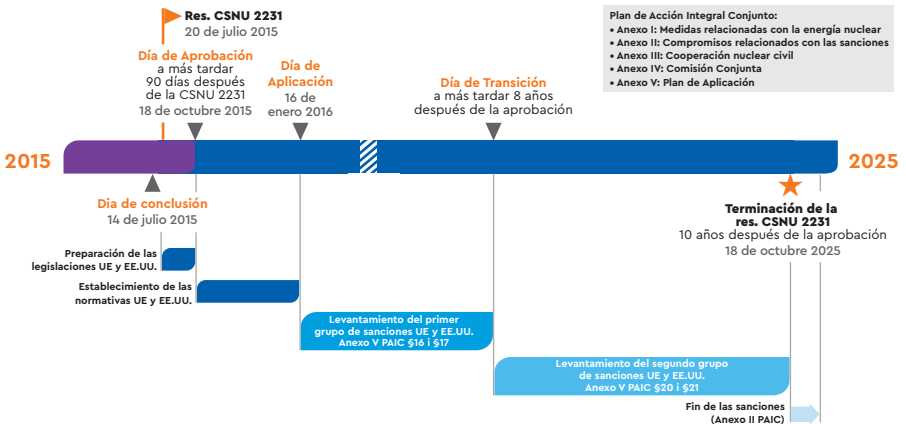 Res. CSNU 2231
20 de julio 2015
Día de Aprobación
a más tardar
90 días después
de la CSNU 2231
18 de octubre 2015
Día de
Aplicación
16 de
enero 2016
Día de Transición
a más tardar 8 años
después de la aprobación
Plan de Acción Integral Conjunto:
• Anexo I: Medidas relacionadas con la energía nuclear
• Anexo II: Compromisos relacionados con las sanciones
• Anexo III: Cooperación nuclear civil
• Anexo IV: Comisión Conjunta
• Anexo V: Plan de Aplicación
2015
2025
Dia de conclusión
14 de julio 2015
Terminación de la
res. CSNU 2231
10 años después de la aprobación
18 de octubre 2025
Preparación de las
legislaciones UE y EE.UU.
Establecimiento de las
normativas UE y EE.UU.
Levantamiento del primer
grupo de sanciones UE y EE.UU.
Anexo V PAIC §16 i §17
Levantamiento del segundo grupo
de sanciones UE y EE.UU.
Anexo V PAIC §20 i §21
Fin de las sanciones
(Anexo II PAIC)